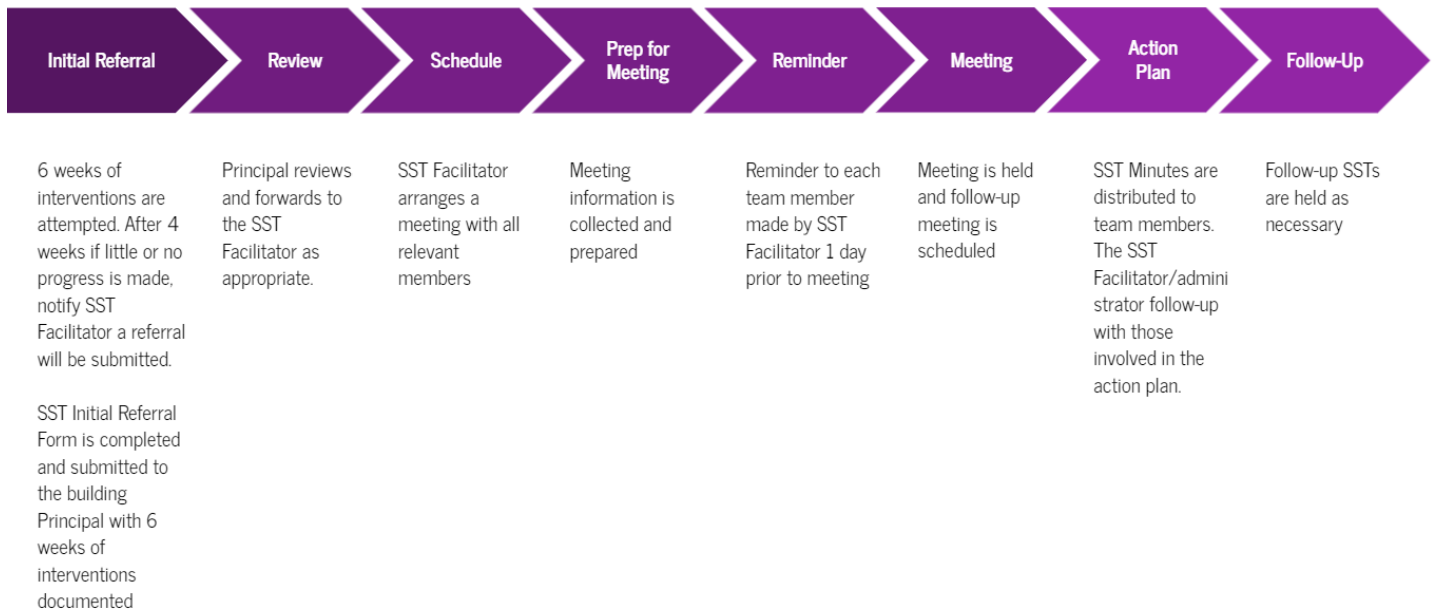 Initial Referral
Review
Schedule
Prep for
Meeting
Reminder
Meeting
Action
Plan
Follow-Up
6 weeks of
interventions are
attempted. After 4
weeks if little or no
progress is made,
notify SST
Facilitator a referral
will be submitted.
SST Initial Referral
Form is completed
and submitted to
the building
Principal with 6
weeks of
interventions
documented
Principal reviews
and forwards to
the SST
Facilitator as
appropriate.
SST Facilitator
arranges a
meeting with all
relevant
members
Meeting
information is
collected and
prepared
Reminder to each
team member
made by SST
Facilitator 1 day
prior to meeting
Meeting is held
and follow-up
meeting is
scheduled
SST Minutes are
distributed to
team members.
The SST
Facilitator/admini
strator follow-up
with those
involved in the
action plan.
Follow-up SSTs
are held as
necessary